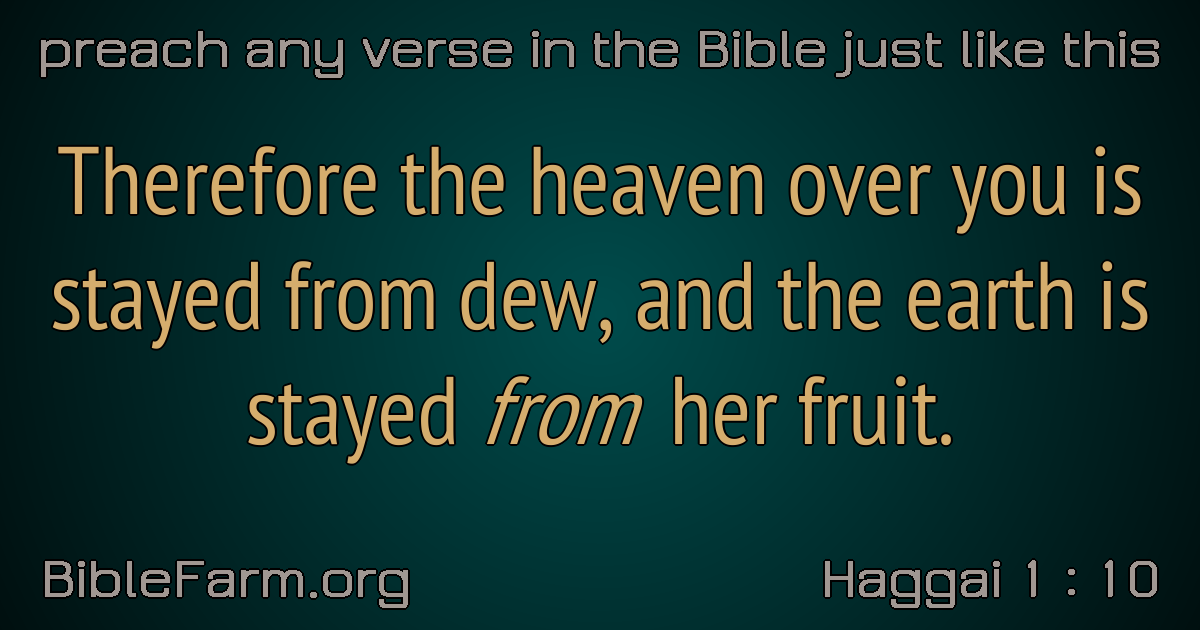 preach any verse in the Bible just like this
Therefore the heaven over you is
stayed from dew, and the earth is
stayed from her fruit.
BibleFarm.org
Haggai 1 : 10